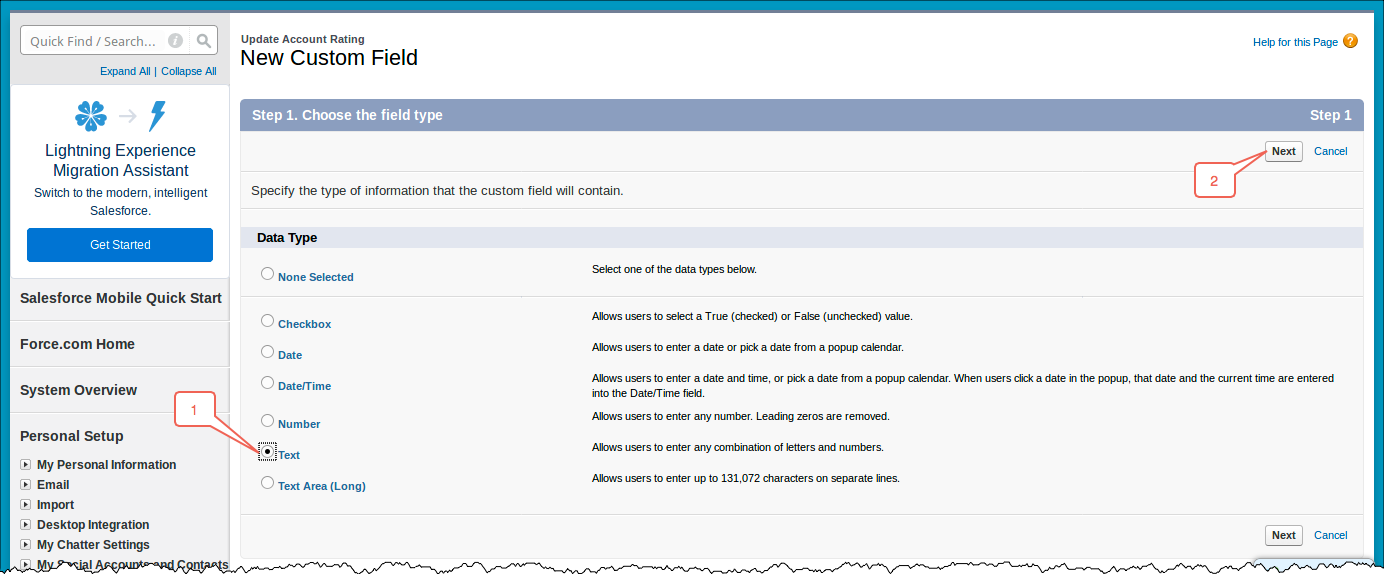 Quick Find / Search...
Expand All | Collapse All
Lightning Experience
Migration Assistant
Switch to the modern, intelligent
Salesforce.
Get Started
Salesforce Mobile Quick Start
Force.com Home
System Overview
Personal Setup
My Personal Information
Email
Import
Desktop Integration
My Chatter Settings
My Social Accounts and Contacts
Update Account Rating
New Custom Field
Help for this Page ?
Step 1. Choose the field type
Step 1
Next Cancel
2
Specify the type of information that the custom field will contain.
Data Type
None Selected
Select one of the data types below.
Checkbox
Allows users to select a True (checked) or False (unchecked) value.
Date
Allows users to enter a date or pick a date from a popup calendar.
Date/Time
Allows users to enter a date and time, or pick a date from a popup calendar. When users click a date in the popup, that date and the current time are entered
into the Date/Time field.
Number
Allows users to enter any number. Leading zeros are removed.
1
Text
Allows users to enter any combination of letters and numbers.
Text Area (Long)
Allows users to enter up to 131,072 characters on separate lines.
Next Cancel